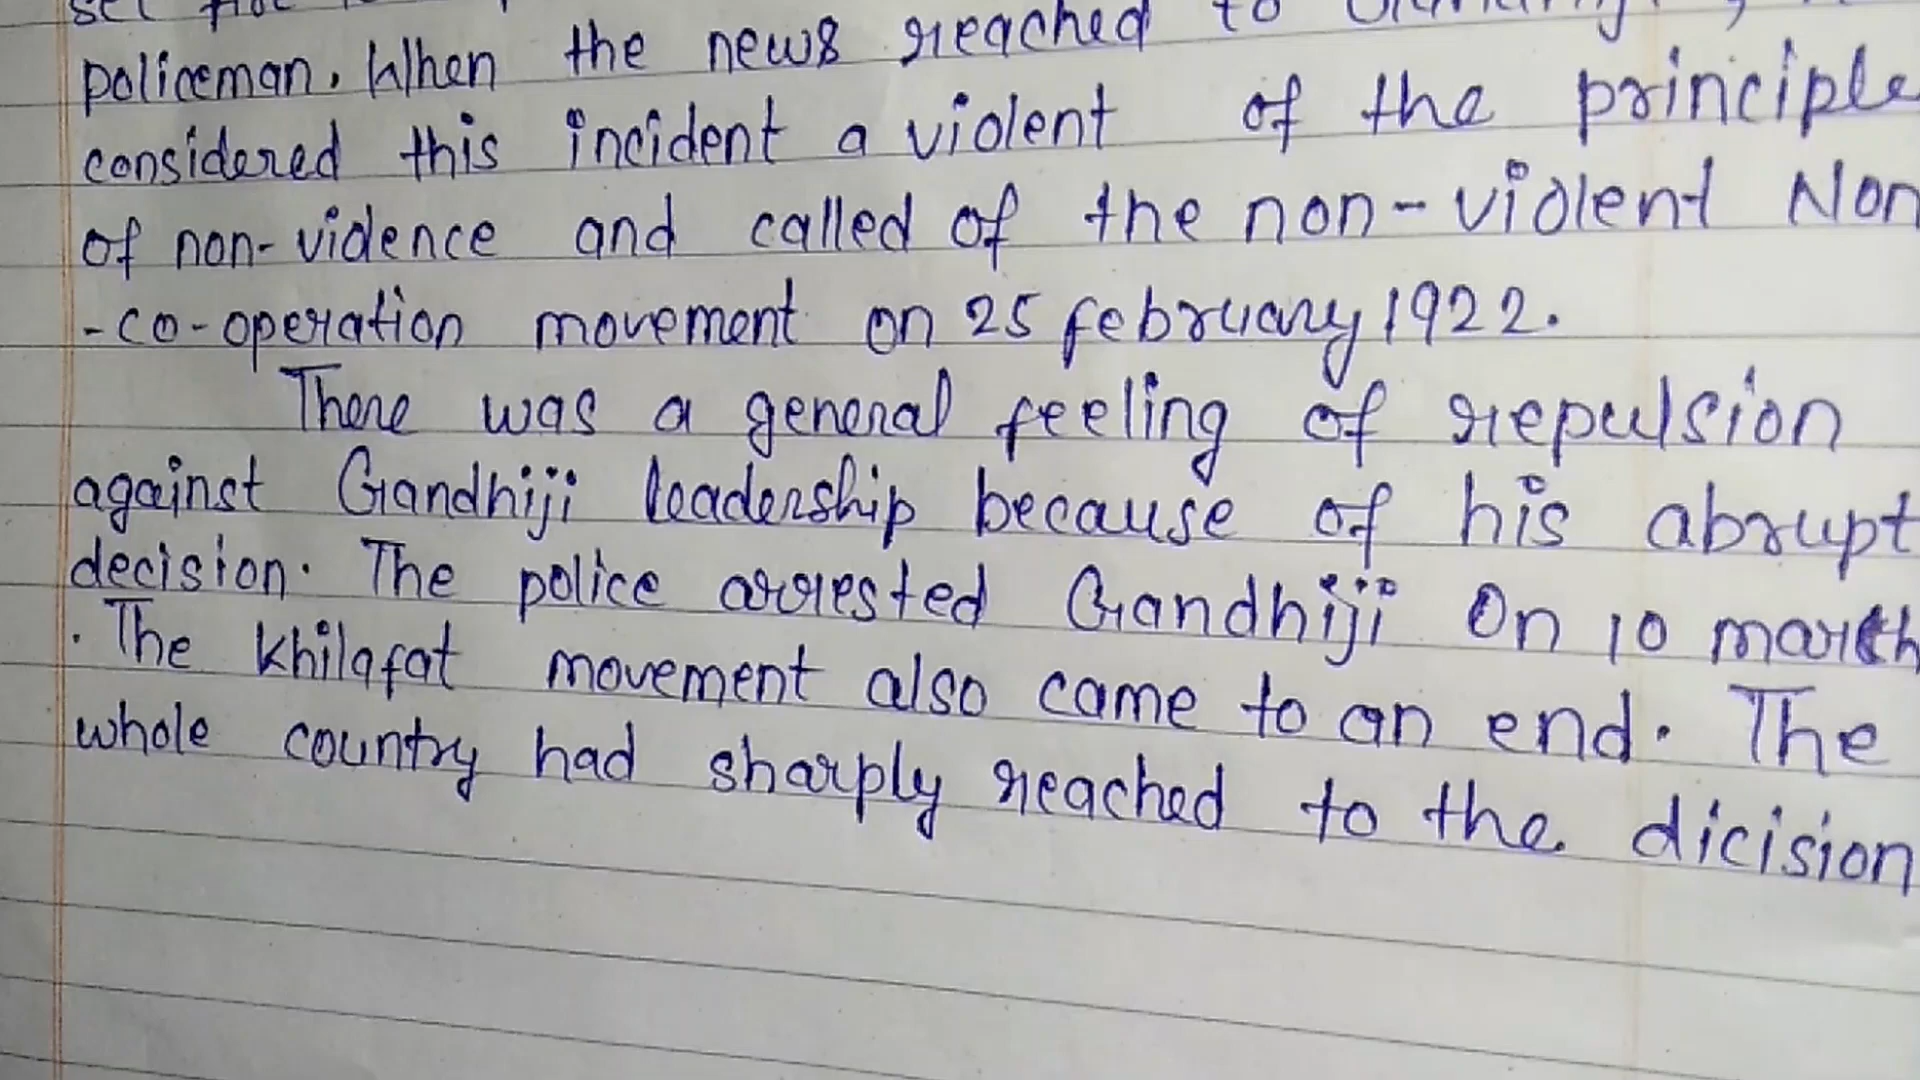 set fire
policeman. When the news reached to
considered this incident a violent of the principle
of non-vidence and called of the non-violent Non
-co-operation movement on 25 february 1922.
There was a general feeling of repulsion
against Gandhiji leadership because of his abrupt
decision. The police arrested Gandhiji On 10 march
. The Khilafat movement also came to an end. The
whole country had sharply reached to the dicision